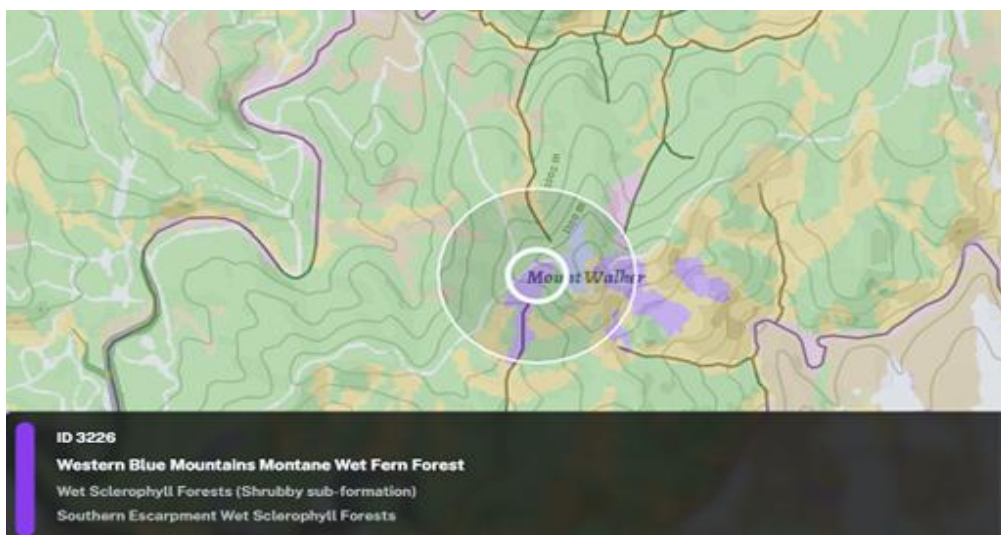 Mount Walker
ID 3226
Western Blue Mountains Montane Wet Fern Forest
Wet Sclerophyll Forests (Shrubby sub-formation)
Southern Escarpment Wet Sclerophyll Forests